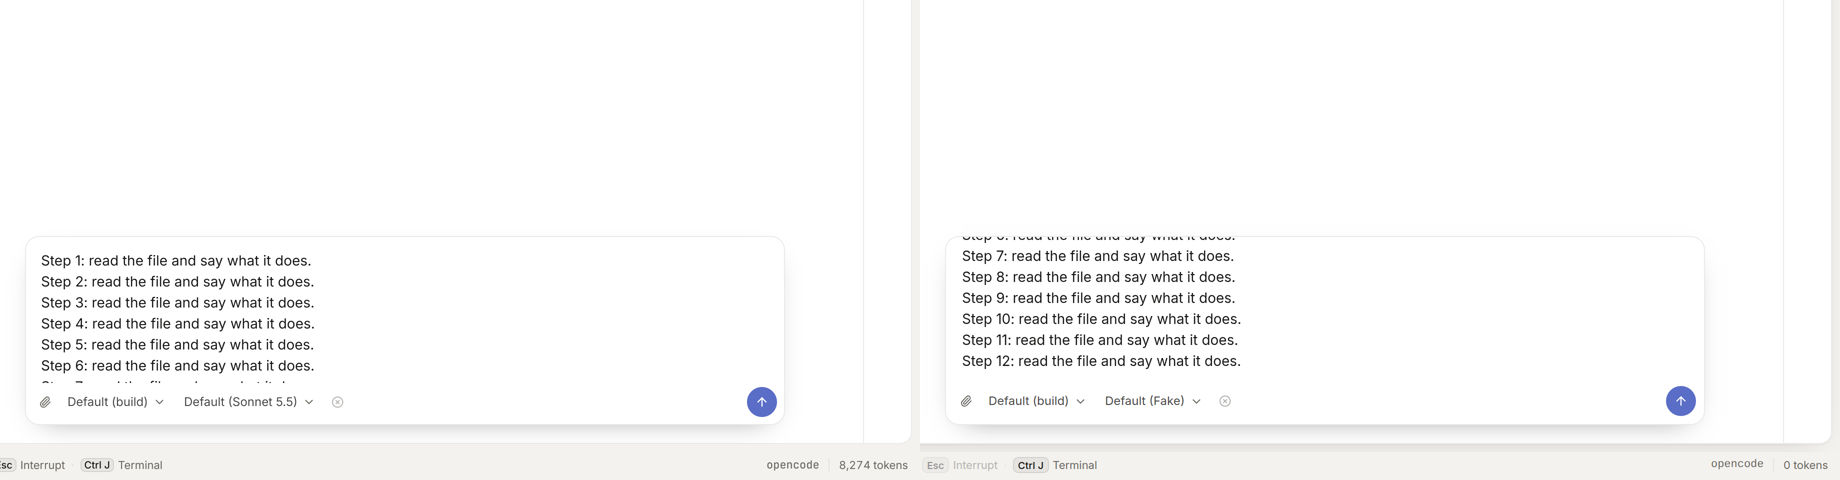 Step 1: read the file and say what it does.
Step 2: read the file and say what it does.
Step 3: read the file and say what it does.
Step 4: read the file and say what it does.
Step 5: read the file and say what it does.
Step 6: read the file and say what it does.
Default (build)
Default (Sonnet 5.5)
Interrupt
Ctrl J Terminal
opencode
8,274 tokens
Step 7: read the file and say what it does.
Step 8: read the file and say what it does.
Step 9: read the file and say what it does.
Step 10: read the file and say what it does.
Step 11: read the file and say what it does.
Step 12: read the file and say what it does.
Default (build)
Default (Fake)
Esc Interrupt
Ctrl J Terminal
opencode
0 tokens